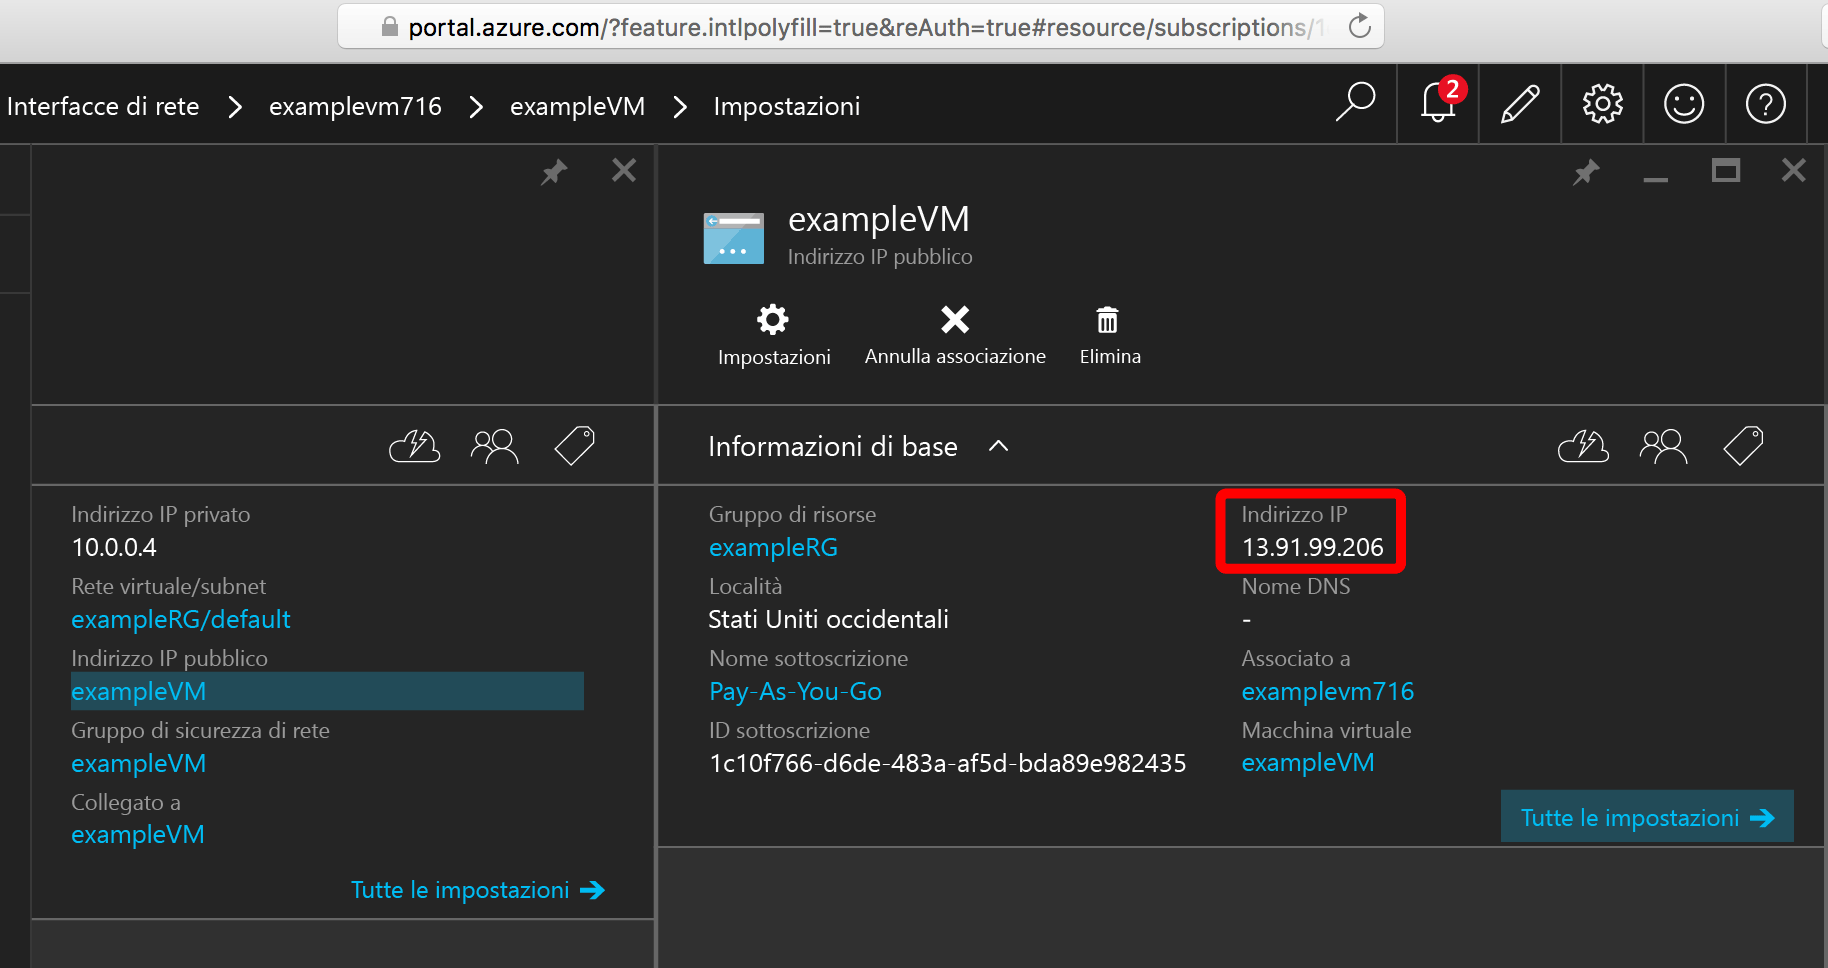 portal.azure.com/?feature.intlpolyfill=true&reAuth=true#resource/subscriptions/1
Interfacce di rete > examplevm716 > exampleVM > Impostazioni
2
?
exampleVM
Indirizzo IP pubblico
Impostazioni Annulla associazione Elimina
Indirizzo IP privato
10.0.0.4
Rete virtuale/subnet
exampleRG/default
Indirizzo IP pubblico
exampleVM
Gruppo di sicurezza di rete
exampleVM
Collegato a
exampleVM
Tutte le impostazioni →
Informazioni di base
Gruppo di risorse
exampleRG
Località
Stati Uniti occidentali
Nome sottoscrizione
Pay-As-You-Go
ID sottoscrizione
1c10f766-d6de-483a-af5d-bda89e982435
Indirizzo IP
13.91.99.206
Nome DNS
-
Associato a
examplevm716
Macchina virtuale
exampleVM
Tutte le impostazioni →